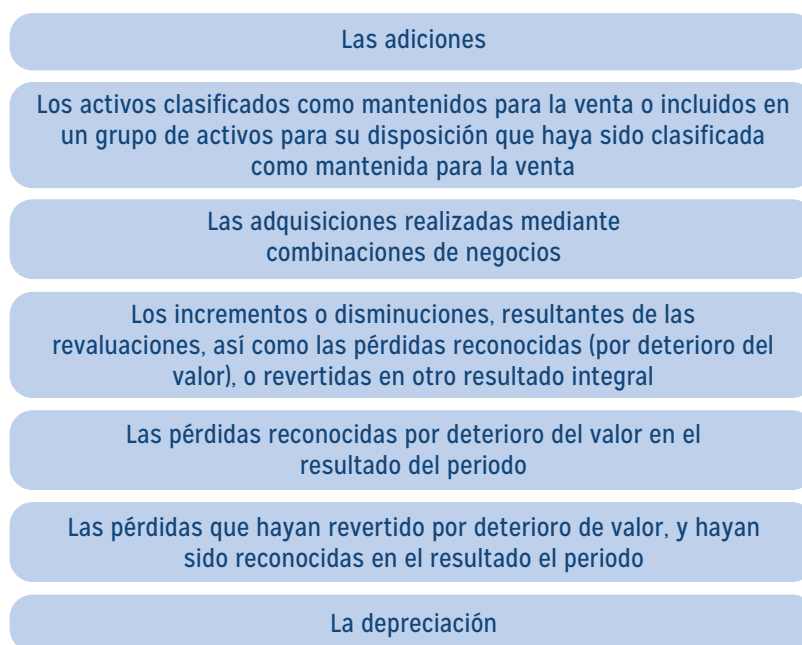 Las adiciones
Los activos clasificados como mantenidos para la venta o incluidos en
un grupo de activos para su disposición que haya sido clasificada
como mantenida para la venta
Las adquisiciones realizadas mediante
combinaciones de negocios
Los incrementos o disminuciones, resultantes de las
revaluaciones, así como las pérdidas reconocidas (por deterioro del
valor), o revertidas en otro resultado integral
Las pérdidas reconocidas por deterioro del valor en el
resultado del periodo
Las pérdidas que hayan revertido por deterioro de valor, y hayan
sido reconocidas en el resultado el periodo
La depreciación